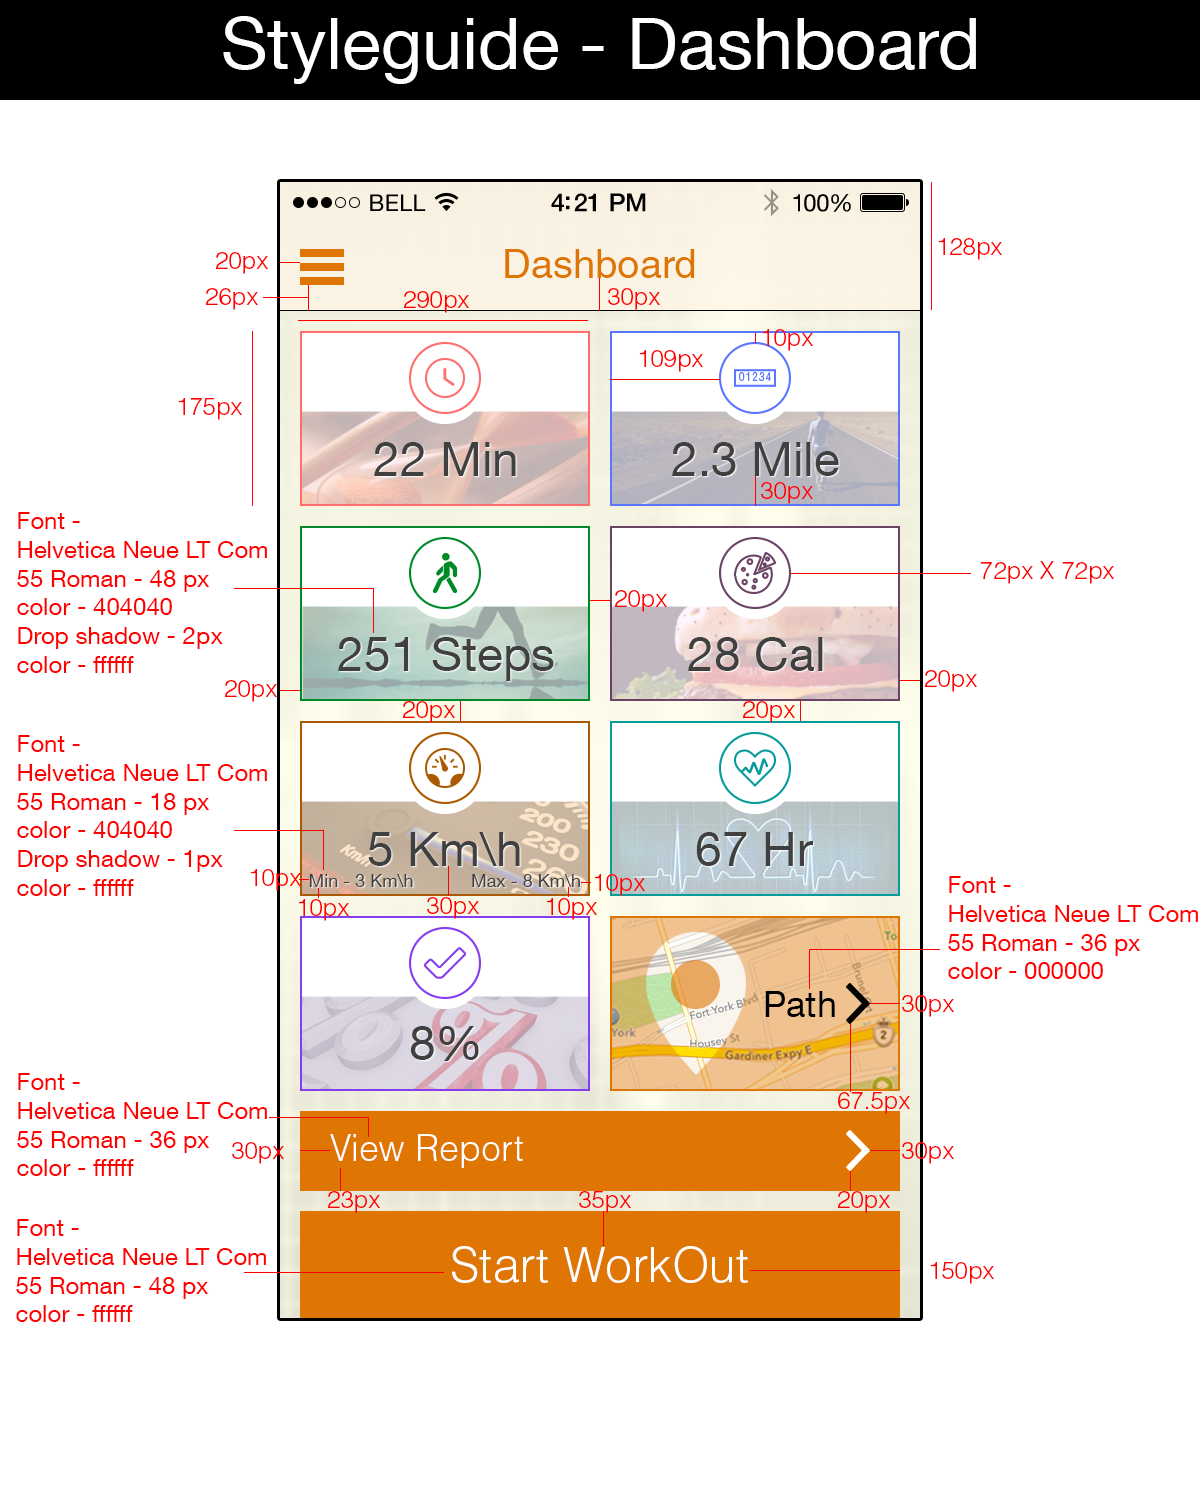 Styleguide - Dashboard
BELL 4:21 PM 100%
128px
20px
Dashboard
26px
290px
30px
175px
10px
109px
01234
22 Min
2.3 Mile
30px
Font -
Helvetica Neue LT Com
55 Roman - 48 px
color - 404040
Drop shadow - 2px
color - ffffff
72px X 72px
20px
251 Steps
28 Cal
20px
20px
20px
20px
Font -
Helvetica Neue LT Com
55 Roman - 18 px
color - 404040
Drop shadow - 1px
color - ffffff
200
230
260
Km/h
5 Km\h
67 Hr
10px
Min - 3 Km\h
Max - 8 Km\h
10px
10px
30px
10px
Font -
Helvetica Neue LT Com
55 Roman - 36 px
color - 000000
8%
To
Fort York Blvd
Path
30px
York
Housey St
2
Gardiner Expy E
67.5px
Font -
Helvetica Neue LT Com
55 Roman - 36 px
color - ffffff
30px
View Report
30px
23px
35px
20px
Font -
Helvetica Neue LT Com
55 Roman - 48 px
color - ffffff
Start WorkOut
150px